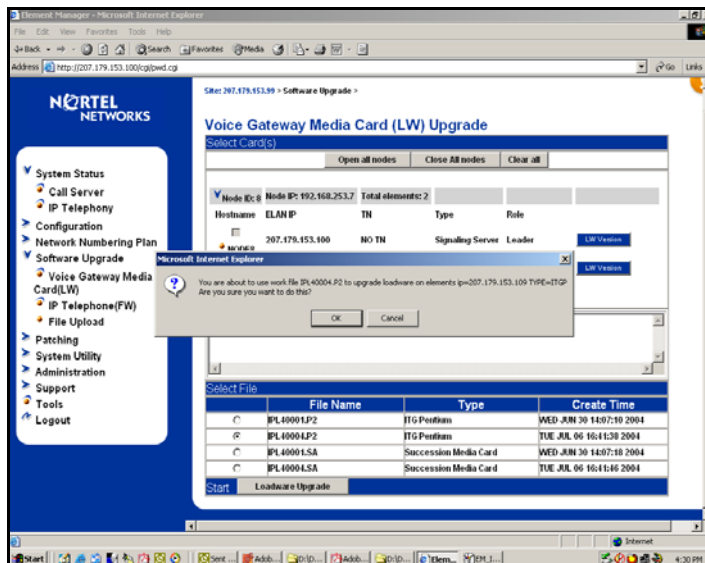 Element Manager - Microsoft Internet Explorer
File Edit View Favorites Tools Help
Back Search Favorites Media
Address http://207.179.153.100/cgi/pwd.cgi Go Links
NORTEL
NETWORKS
Site: 207.179.153.99 > Software Upgrade >
Voice Gateway Media Card (LW) Upgrade
Select Card(s)
Open all nodes Close All nodes Clear all
Node ID: 8 Node IP: 192.168.253.7 Total elements: 2
Hostname ELAN IP TN Type Role
207.179.153.100 NO TN Signaling Server Leader LW Version
LW Version
System Status
Call Server
IP Telephony
Configuration
Network Numbering Plan
Software Upgrade
Voice Gateway Media
Card(LW)
IP Telephone(FW)
File Upload
Patching
System Utility
Administration
Support
Tools
Logout
Microsoft Internet Explorer
You are about to use work file IPL40004.P2 to upgrade loadware on elements ip=207.179.153.109 TYPE=ITGP
Are you sure you want to do this?
OK Cancel
Select File
File Name Type Create Time
IPL40001.P2 ITG Pentium WED JUN 30 14:07:10 2004
IPL40004.P2 ITG Pentium TUE JUL 06 16:41:38 2004
IPL40001.SA Succession Media Card WED JUN 30 14:07:18 2004
IPL40004.SA Succession Media Card TUE JUL 06 16:41:46 2004
Start Loadware Upgrade
Internet
Start Sent ... Adob... D:\D... Adob... D:\D... Elem... EM_I... 4:30 PM